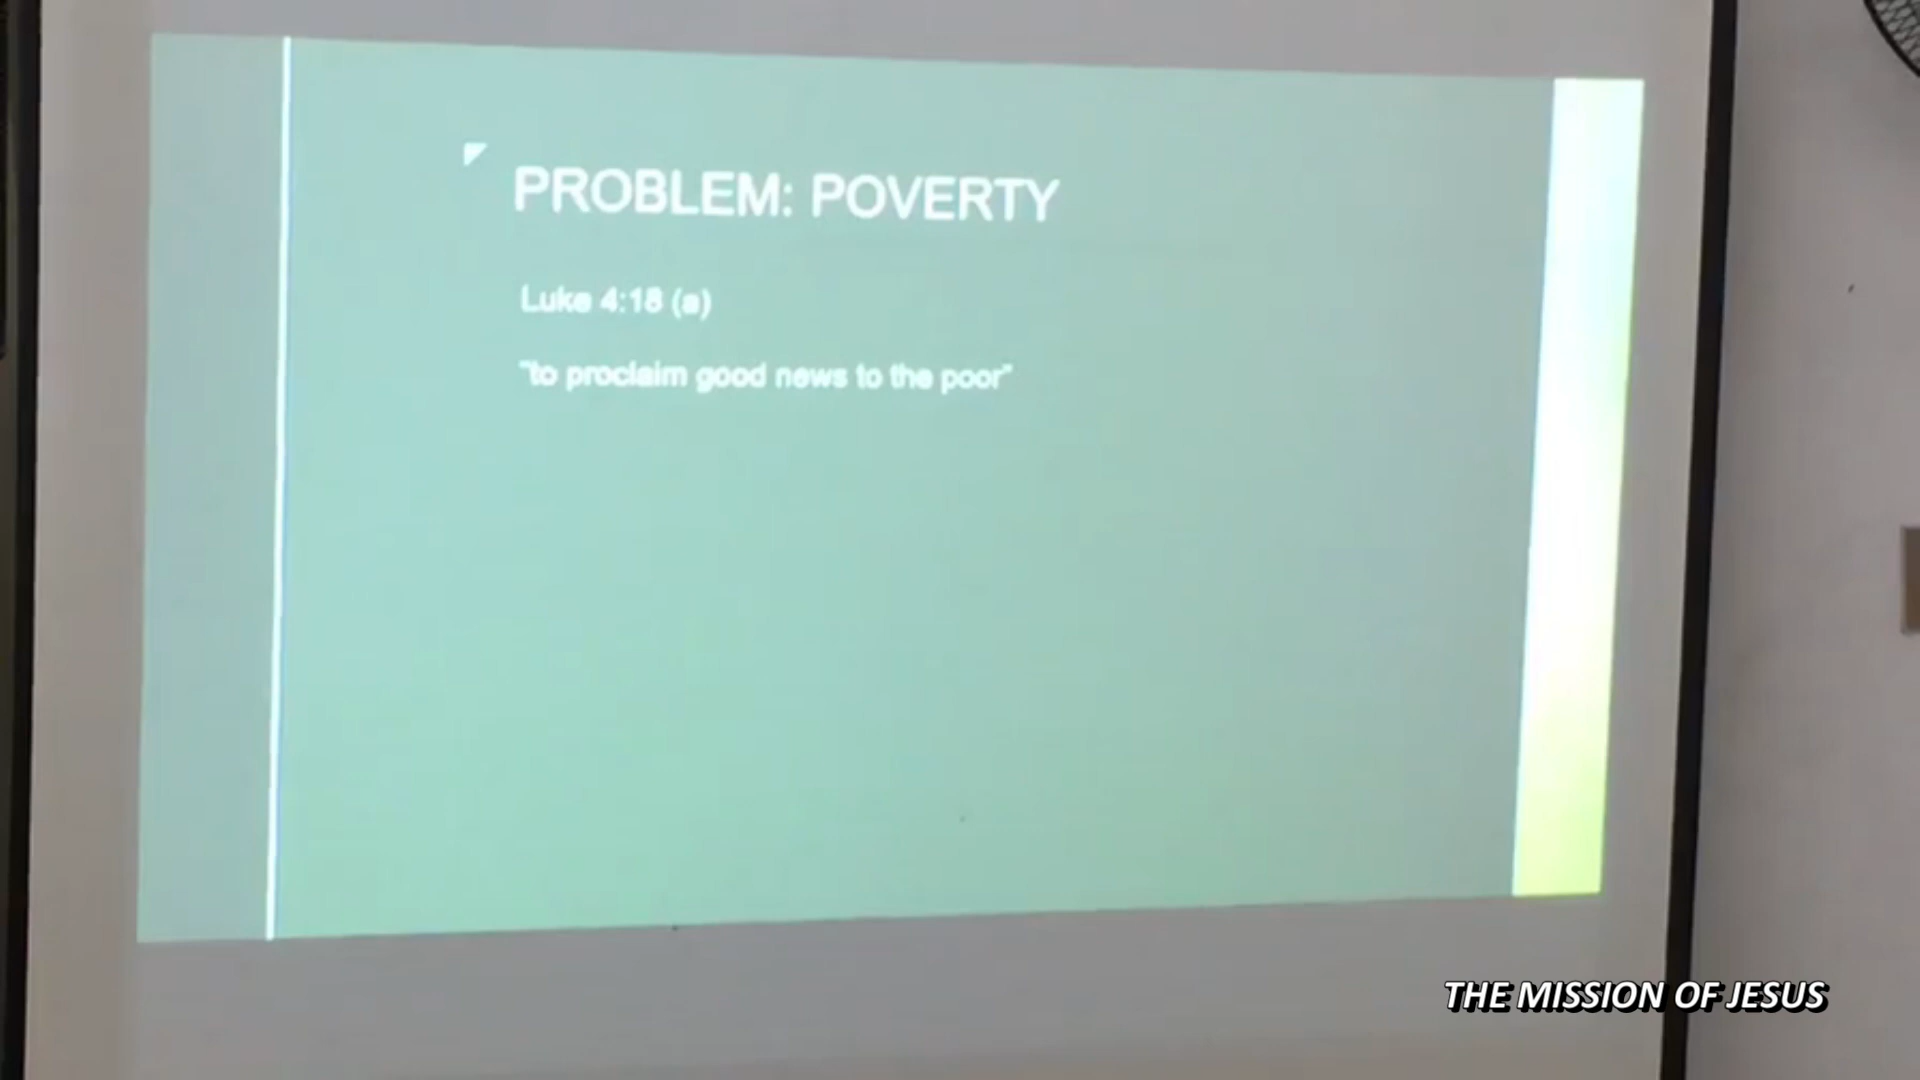 PROBLEM: POVERTY
Luke 4:18 (a)
"to proclaim good news to the poor"
THE MISSION OF JESUS